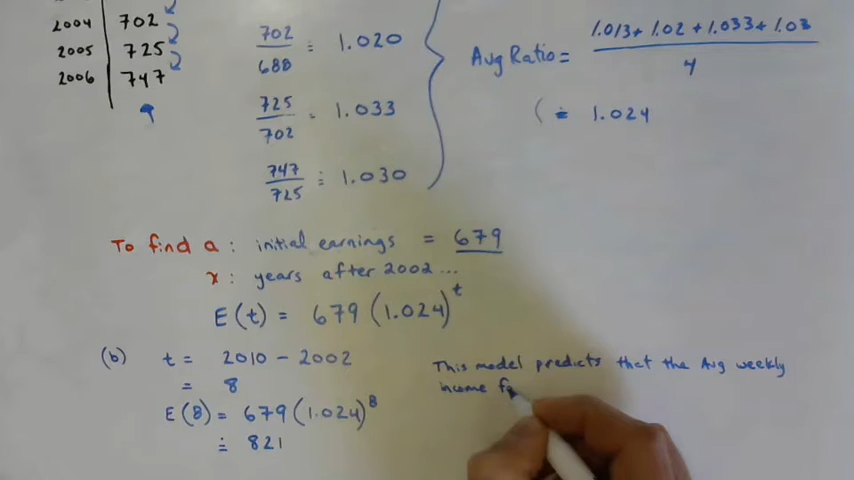 2004 702
2005 725
2006 747
702/688 ≐ 1.020
725/702 ≐ 1.033
747/725 ≐ 1.030
Avg Ratio = (1.013 + 1.02 + 1.033 + 1.03)/4
( ≐ 1.024
To find a: initial earnings = 679
x: years after 2002...
E(t) = 679(1.024)^t
(b) t = 2010 - 2002
= 8
E(8) = 679(1.024)^8
≐ 821
This model predicts that the Avg weekly
income